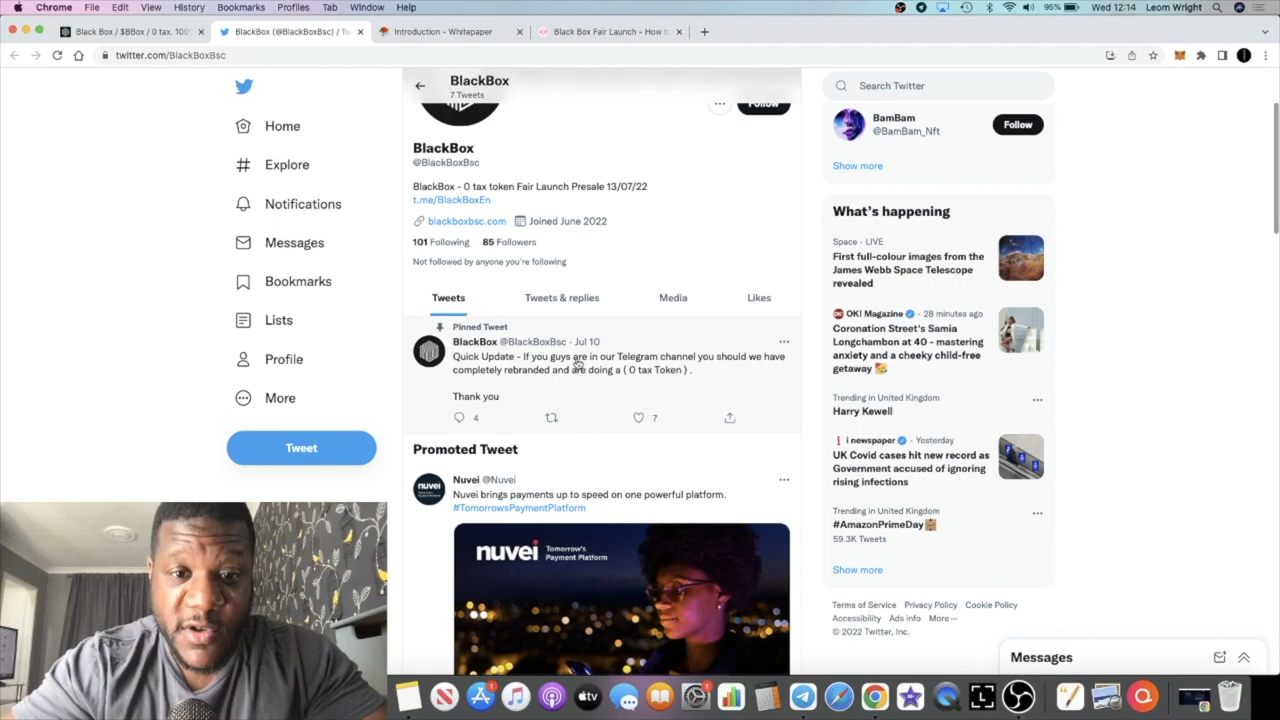 Chrome File Edit View History Bookmarks Profiles Tab Window Help
95% Wed 12:14 Leom Wright
Black Box / $BBox / 0 tax. 100%
BlackBox (@BlackBoxBsc) / Tw
Introduction - Whitepaper
Black Box Fair Launch - How to
twitter.com/BlackBoxBsc
BlackBox
7 Tweets
Home
Explore
Notifications
Messages
Bookmarks
Lists
Profile
More
Tweet
Follow
BlackBox
@BlackBoxBsc
BlackBox - 0 tax token Fair Launch Presale 13/07/22
t.me/BlackBoxEn
blackboxbsc.com Joined June 2022
101 Following 85 Followers
Not followed by anyone you're following
Tweets Tweets & replies Media Likes
Pinned Tweet
BlackBox @BlackBoxBsc · Jul 10
Quick Update - If you guys are in our Telegram channel you should we have
completely rebranded and are doing a ( 0 tax Token ) .
Thank you
4 7
Promoted Tweet
Nuvei @Nuvei
Nuvei brings payments up to speed on one powerful platform.
#TomorrowsPaymentPlatform
nuvei Tomorrow's
Payment Platform
Search Twitter
BamBam
@BamBam_Nft
Follow
Show more
What's happening
Space · LIVE
First full-colour images from the
James Webb Space Telescope
revealed
OK! Magazine · 28 minutes ago
Coronation Street's Samia
Longchambon at 40 - mastering
anxiety and a cheeky child-free
getaway
Trending in United Kingdom
Harry Kewell
i newspaper · Yesterday
UK Covid cases hit new record as
Government accused of ignoring
rising infections
Trending in United Kingdom
#AmazonPrimeDay
59.3K Tweets
Show more
Terms of Service Privacy Policy Cookie Policy
Accessibility Ads info More ···
© 2022 Twitter, Inc.
Messages